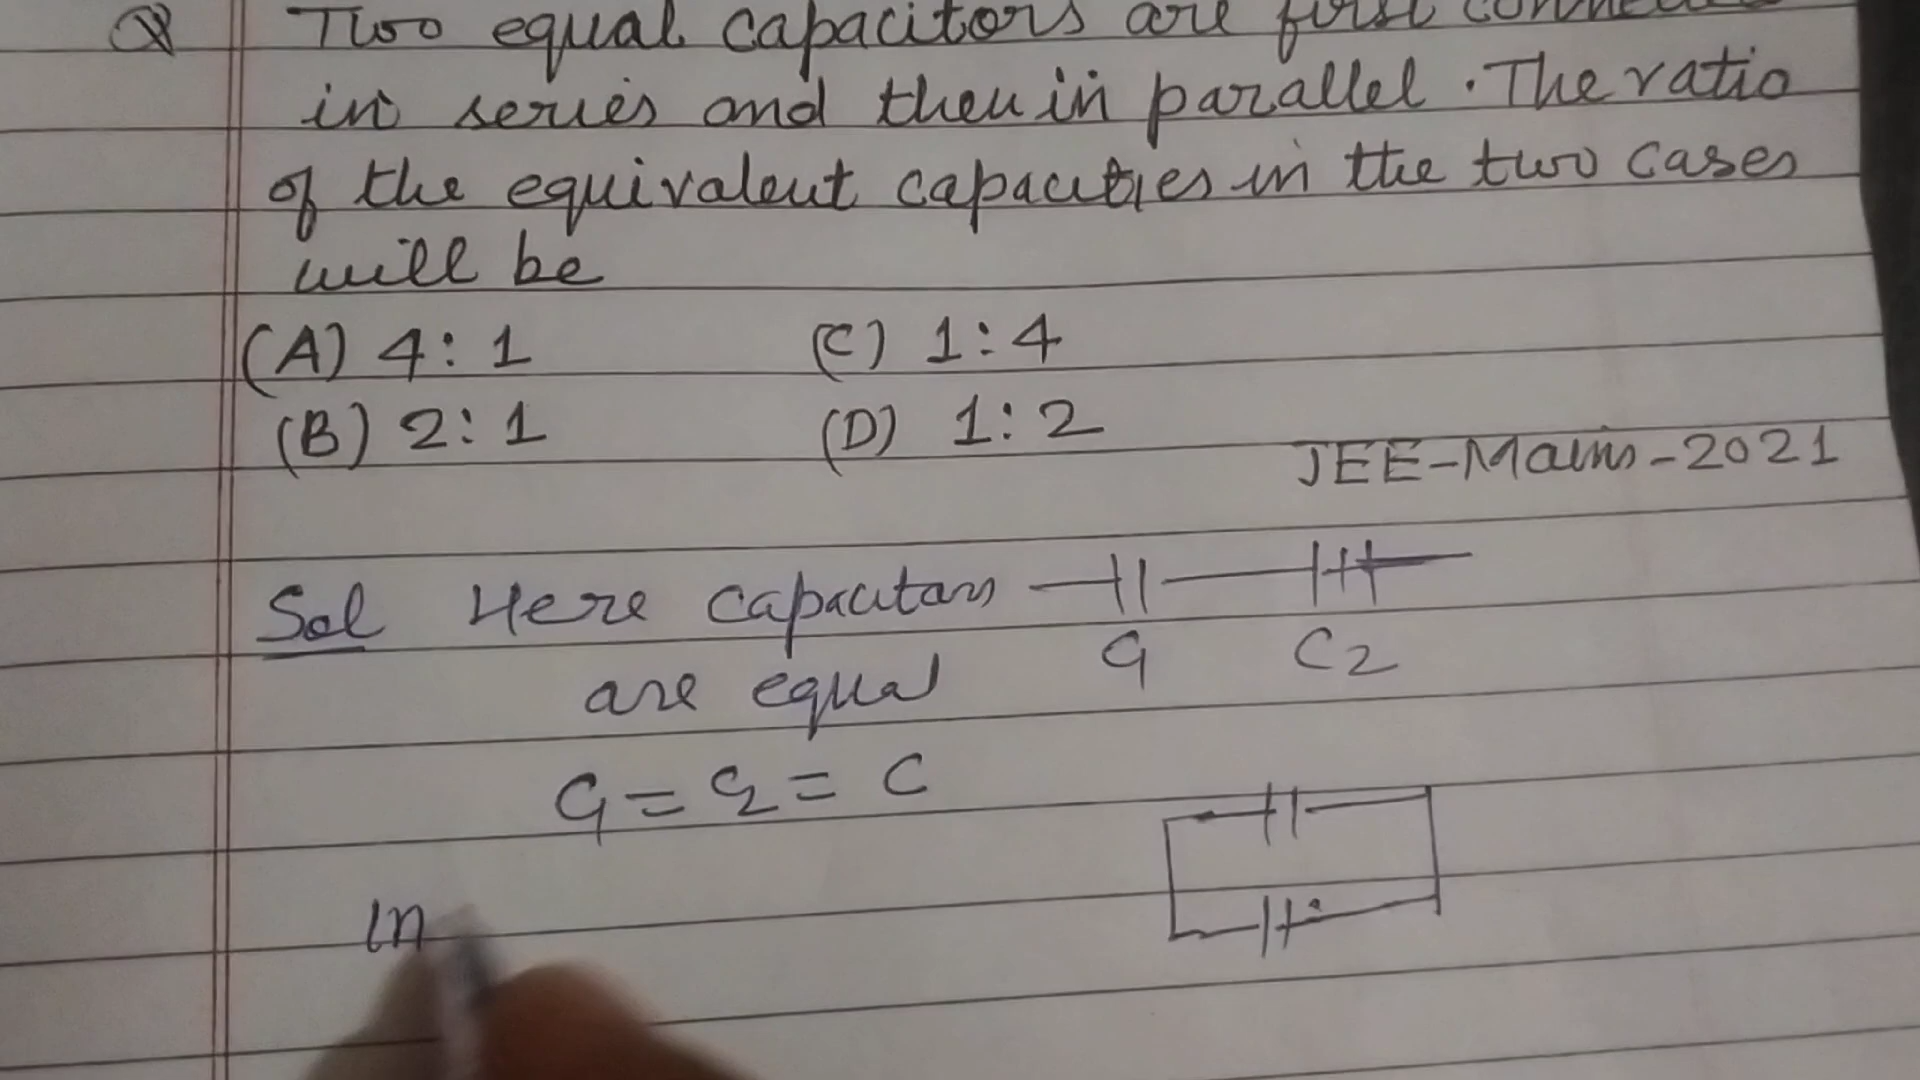 Q Two equal capacitors are first
in series and then in parallel . The ratio
of the equivalent capacities in the two cases
will be
(A) 4 : 1 (C) 1 : 4
(B) 2 : 1 (D) 1 : 2
JEE-Mains-2021
Sol Here capacitors
are equal
C1 C2
C1 = C2 = C
In